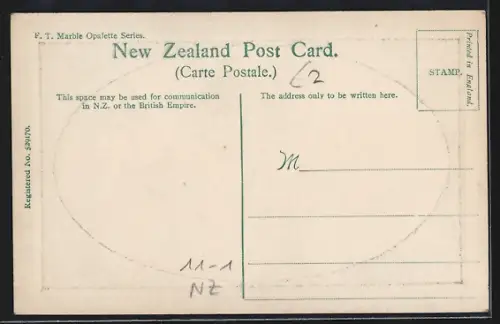 F. T. Marble Opalette Series.
New Zealand Post Card.
(Carte Postale.)
£2
STAMP.
Printed in England.
This space may be used for communication
in N.Z. or the British Empire.
The address only to be written here.
M
Registered No.
11-1
NZ